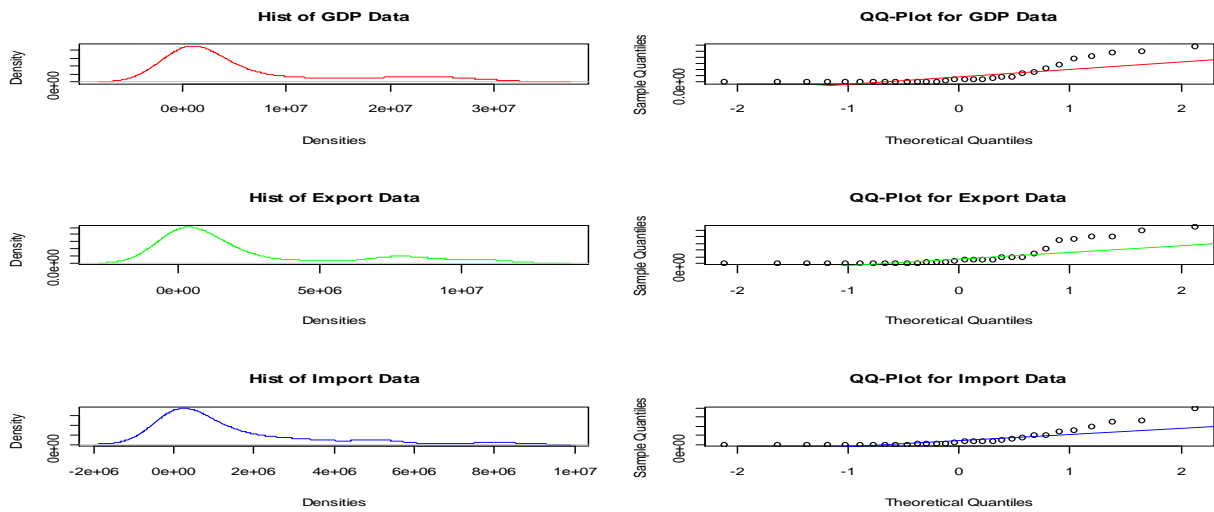 Hist of GDP Data
Density
0e+00
0e+00 1e+07 2e+07 3e+07
Densities
QQ-Plot for GDP Data
Sample Quantiles
0.0e+00
-2 -1 0 1 2
Theoretical Quantiles
Hist of Export Data
Density
0.0e+00
0e+00 5e+06 1e+07
Densities
QQ-Plot for Export Data
Sample Quantiles
0e+00
-2 -1 0 1 2
Theoretical Quantiles
Hist of Import Data
Density
0e+00
-2e+06 0e+00 2e+06 4e+06 6e+06 8e+06 1e+07
Densities
QQ-Plot for Import Data
Sample Quantiles
0e+00
-2 -1 0 1 2
Theoretical Quantiles